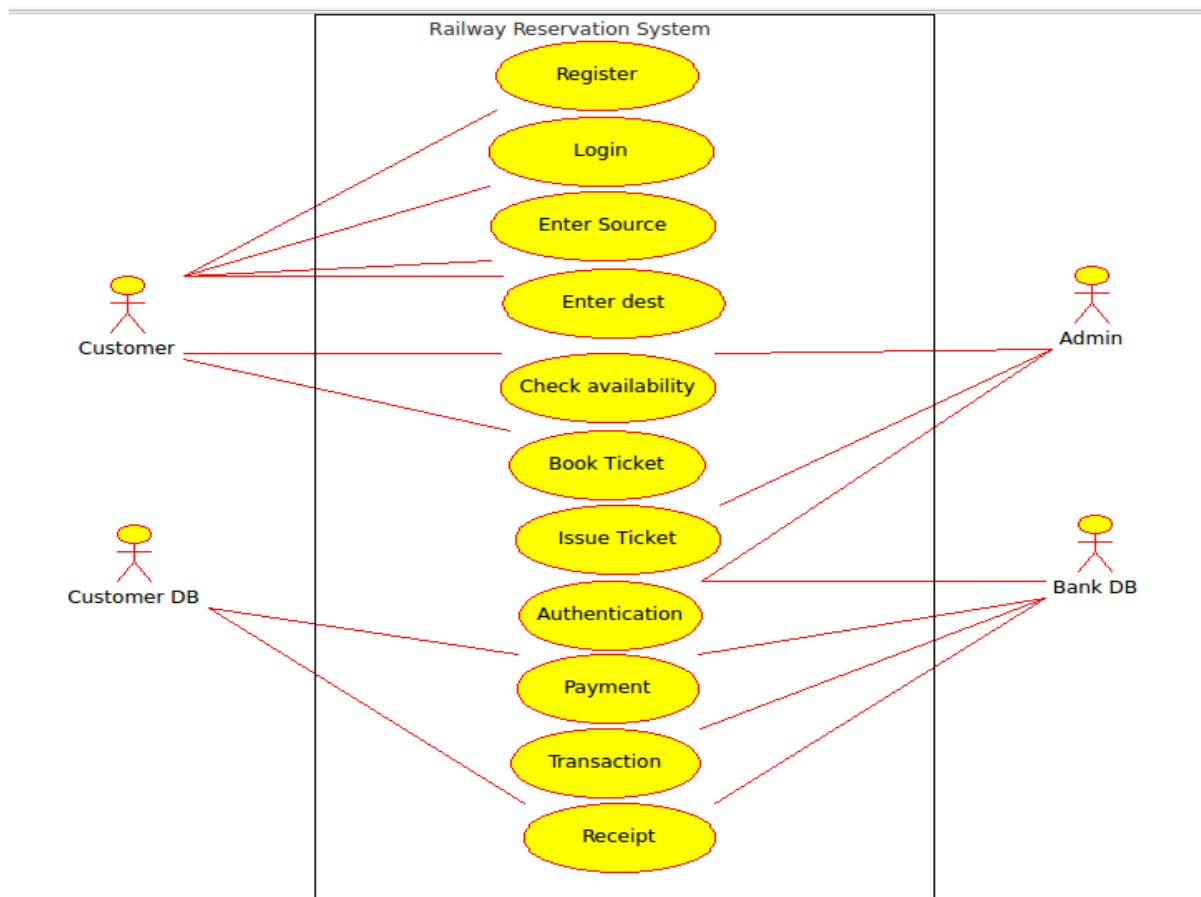 Railway Reservation System
Register
Login
Enter Source
Enter dest
Customer
Admin
Check availability
Book Ticket
Issue Ticket
Customer DB
Bank DB
Authentication
Payment
Transaction
Receipt